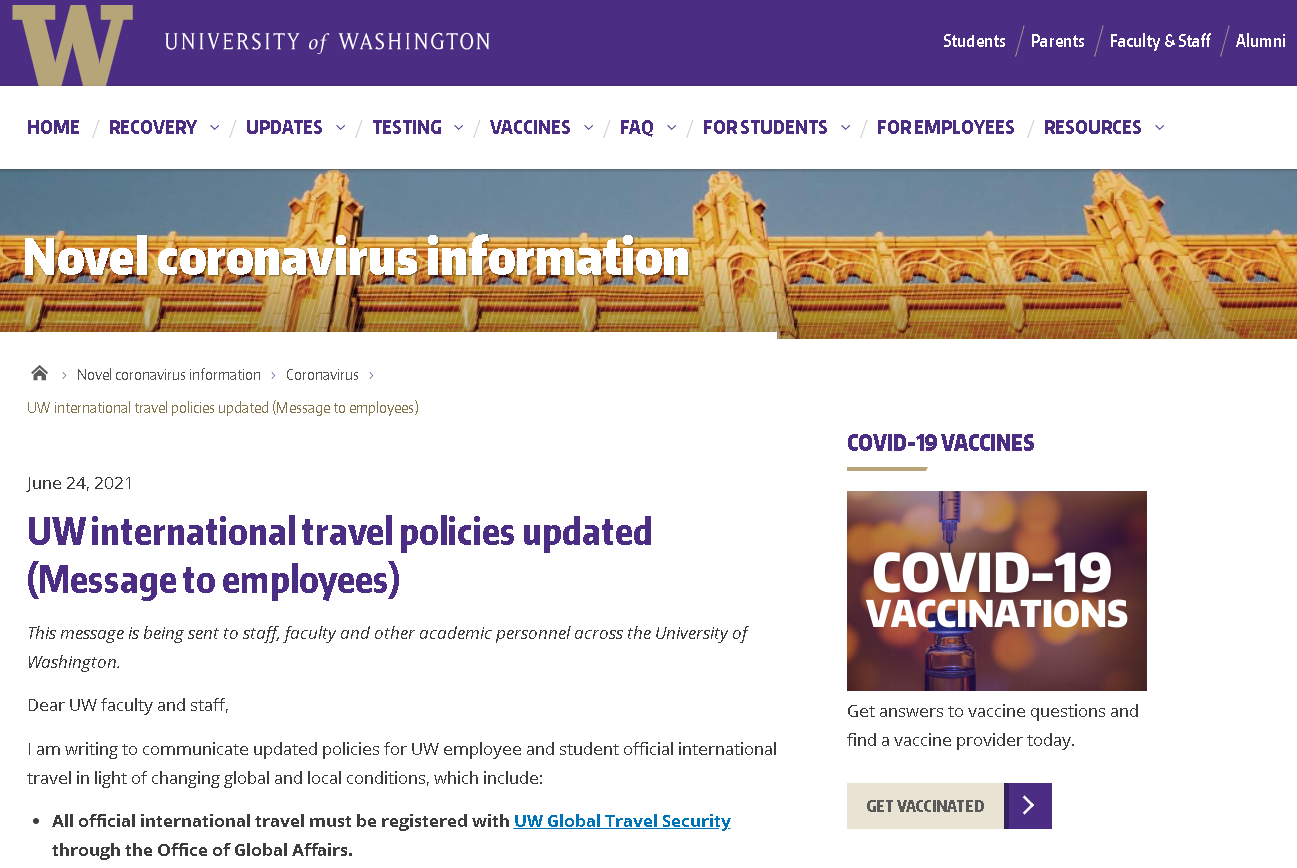 W
UNIVERSITY of WASHINGTON
Students
Parents
Faculty & Staff
Alumni
HOME
RECOVERY
UPDATES
TESTING
VACCINES
FAQ
FOR STUDENTS
FOR EMPLOYEES
RESOURCES
Novel coronavirus information
Novel coronavirus information
Coronavirus
UW international travel policies updated (Message to employees)
June 24, 2021
UW international travel policies updated
(Message to employees)
This message is being sent to staff, faculty and other academic personnel across the University of
Washington.
Dear UW faculty and staff,
I am writing to communicate updated policies for UW employee and student official international
travel in light of changing global and local conditions, which include:
• All official international travel must be registered with UW Global Travel Security
through the Office of Global Affairs.
COVID-19 VACCINES
COVID-19
VACCINATIONS
Get answers to vaccine questions and
find a vaccine provider today.
GET VACCINATED